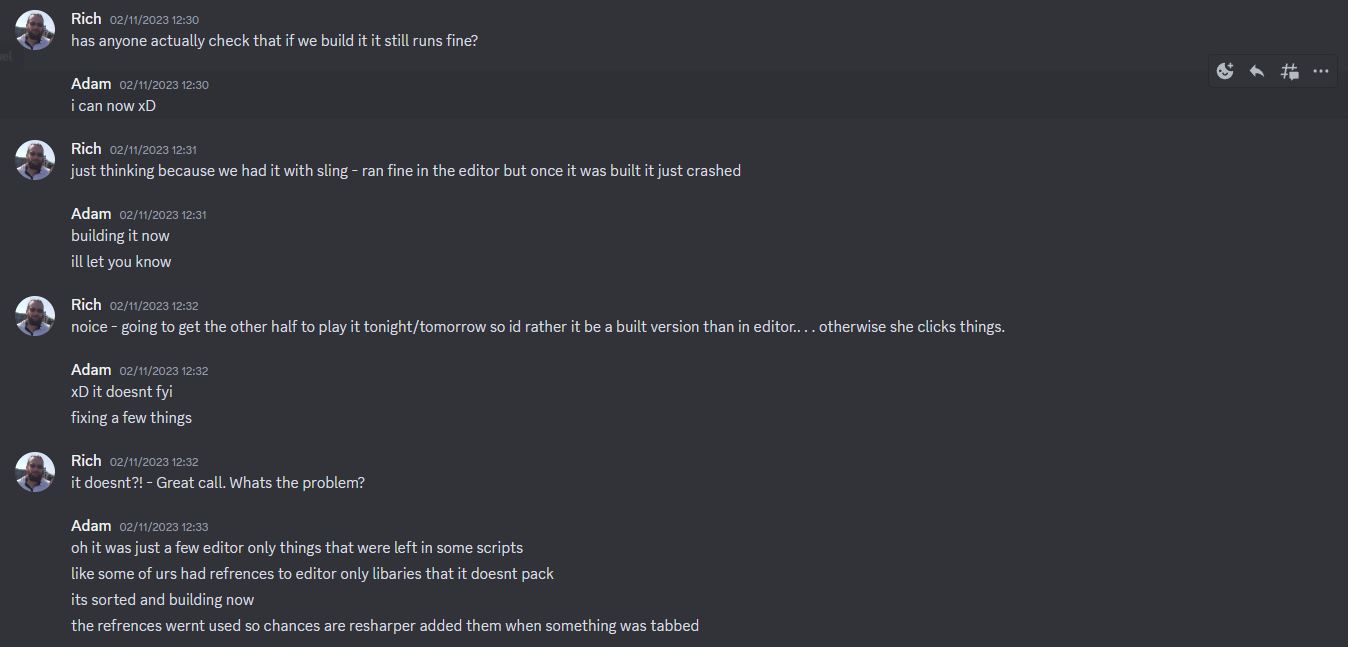 Rich 02/11/2023 12:30
has anyone actually check that if we build it it still runs fine?
Adam 02/11/2023 12:30
i can now xD
Rich 02/11/2023 12:31
just thinking because we had it with sling - ran fine in the editor but once it was built it just crashed
Adam 02/11/2023 12:31
building it now
ill let you know
Rich 02/11/2023 12:32
noice - going to get the other half to play it tonight/tomorrow so id rather it be a built version than in editor.. . . otherwise she clicks things.
Adam 02/11/2023 12:32
xD it doesnt fyi
fixing a few things
Rich 02/11/2023 12:32
it doesnt?! - Great call. Whats the problem?
Adam 02/11/2023 12:33
oh it was just a few editor only things that were left in some scripts
like some of urs had refrences to editor only libaries that it doesnt pack
its sorted and building now
the refrences wernt used so chances are resharper added them when something was tabbed